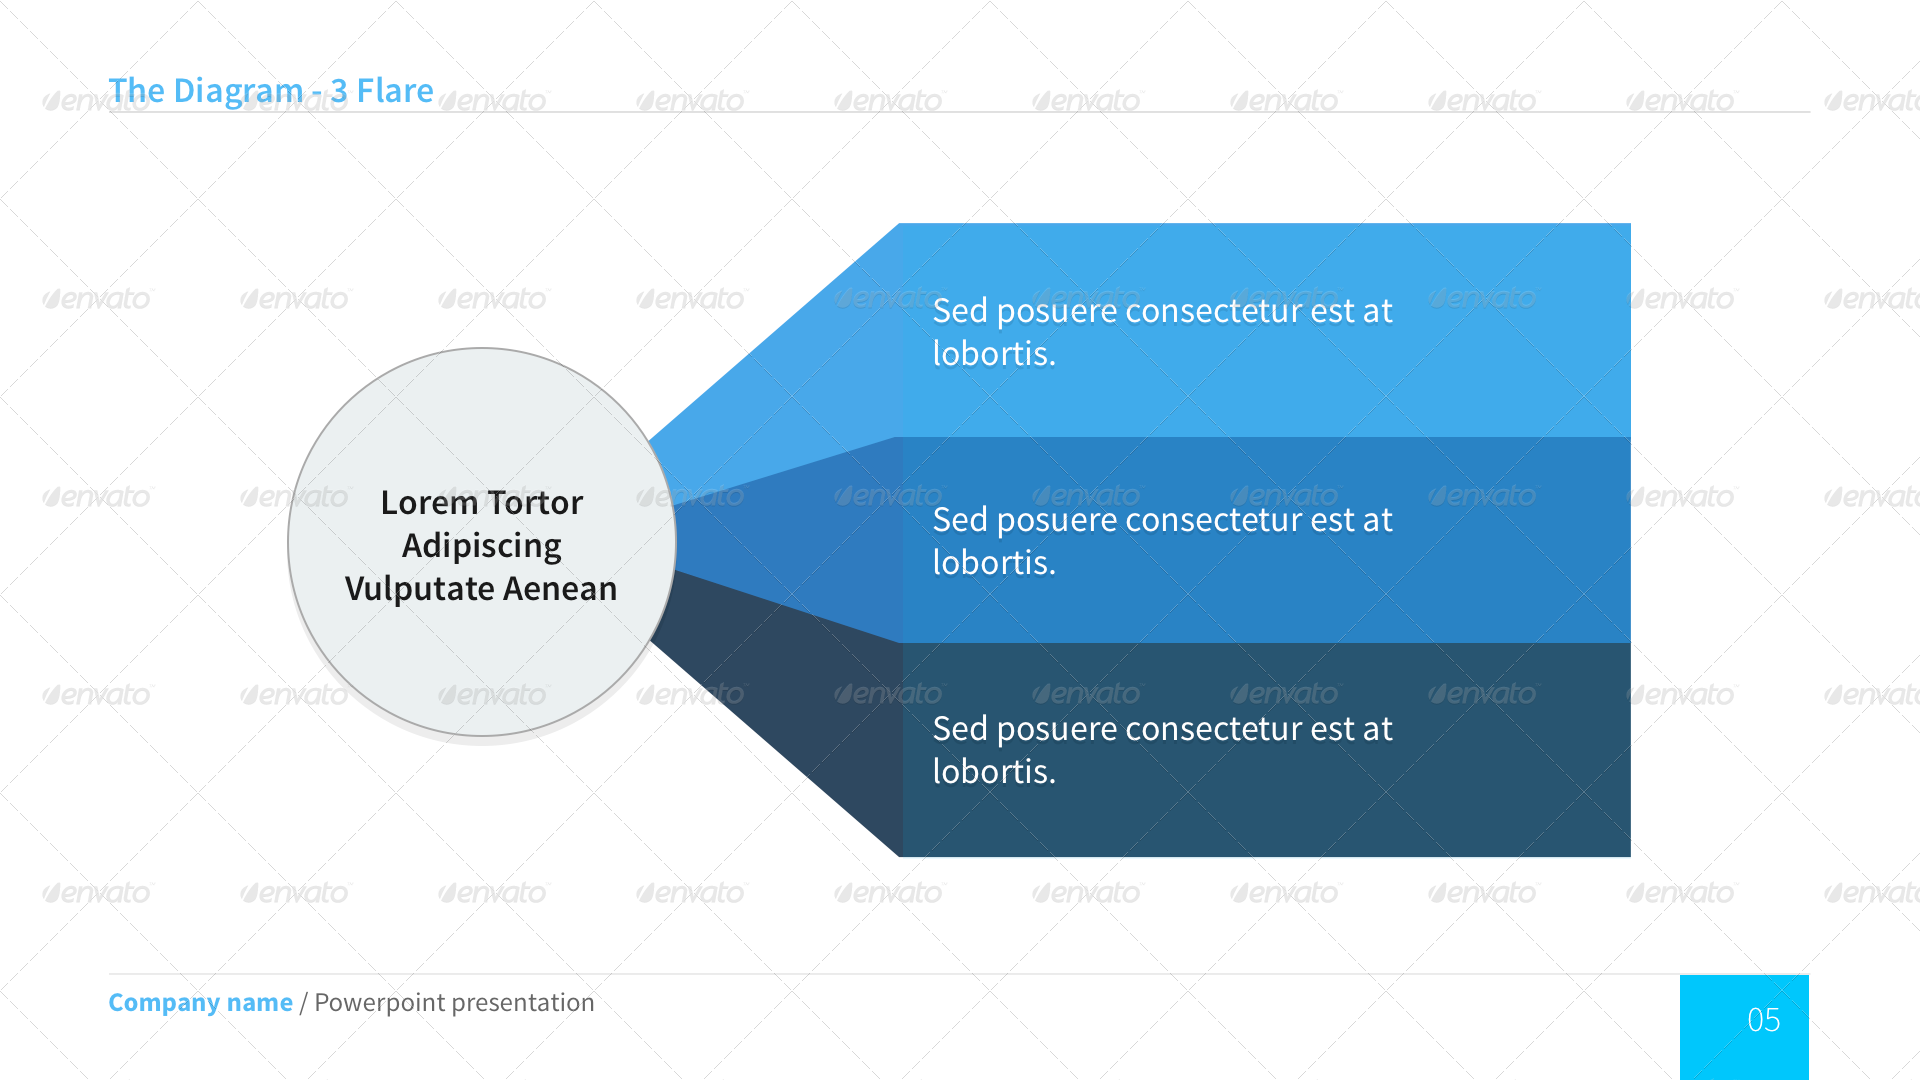 The Diagram - 3 Flare
Sed posuere consectetur est at
lobortis.
Lorem Tortor
Adipiscing
Vulputate Aenean
Sed posuere consectetur est at
lobortis.
Sed posuere consectetur est at
lobortis.
Company name / Powerpoint presentation
05
envato